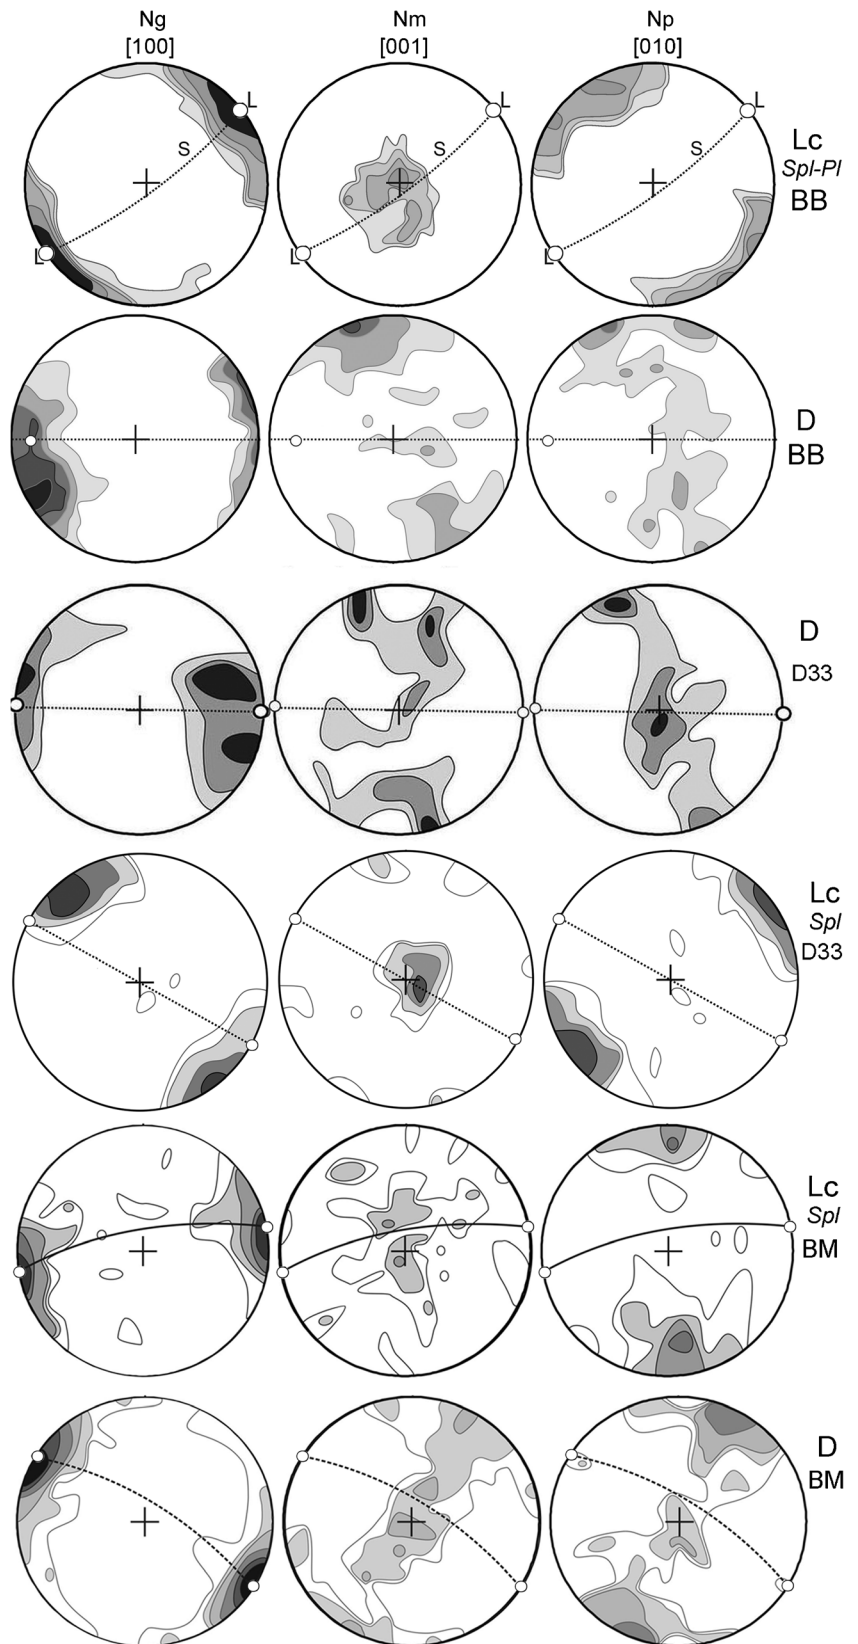 Ng Nm Np
[100] [001] [010]
L L L
S S S
L L L
Lc
Spl-Pl
BB
D
BB
D
D33
Lc
Spl
D33
Lc
Spl
BM
D
BM